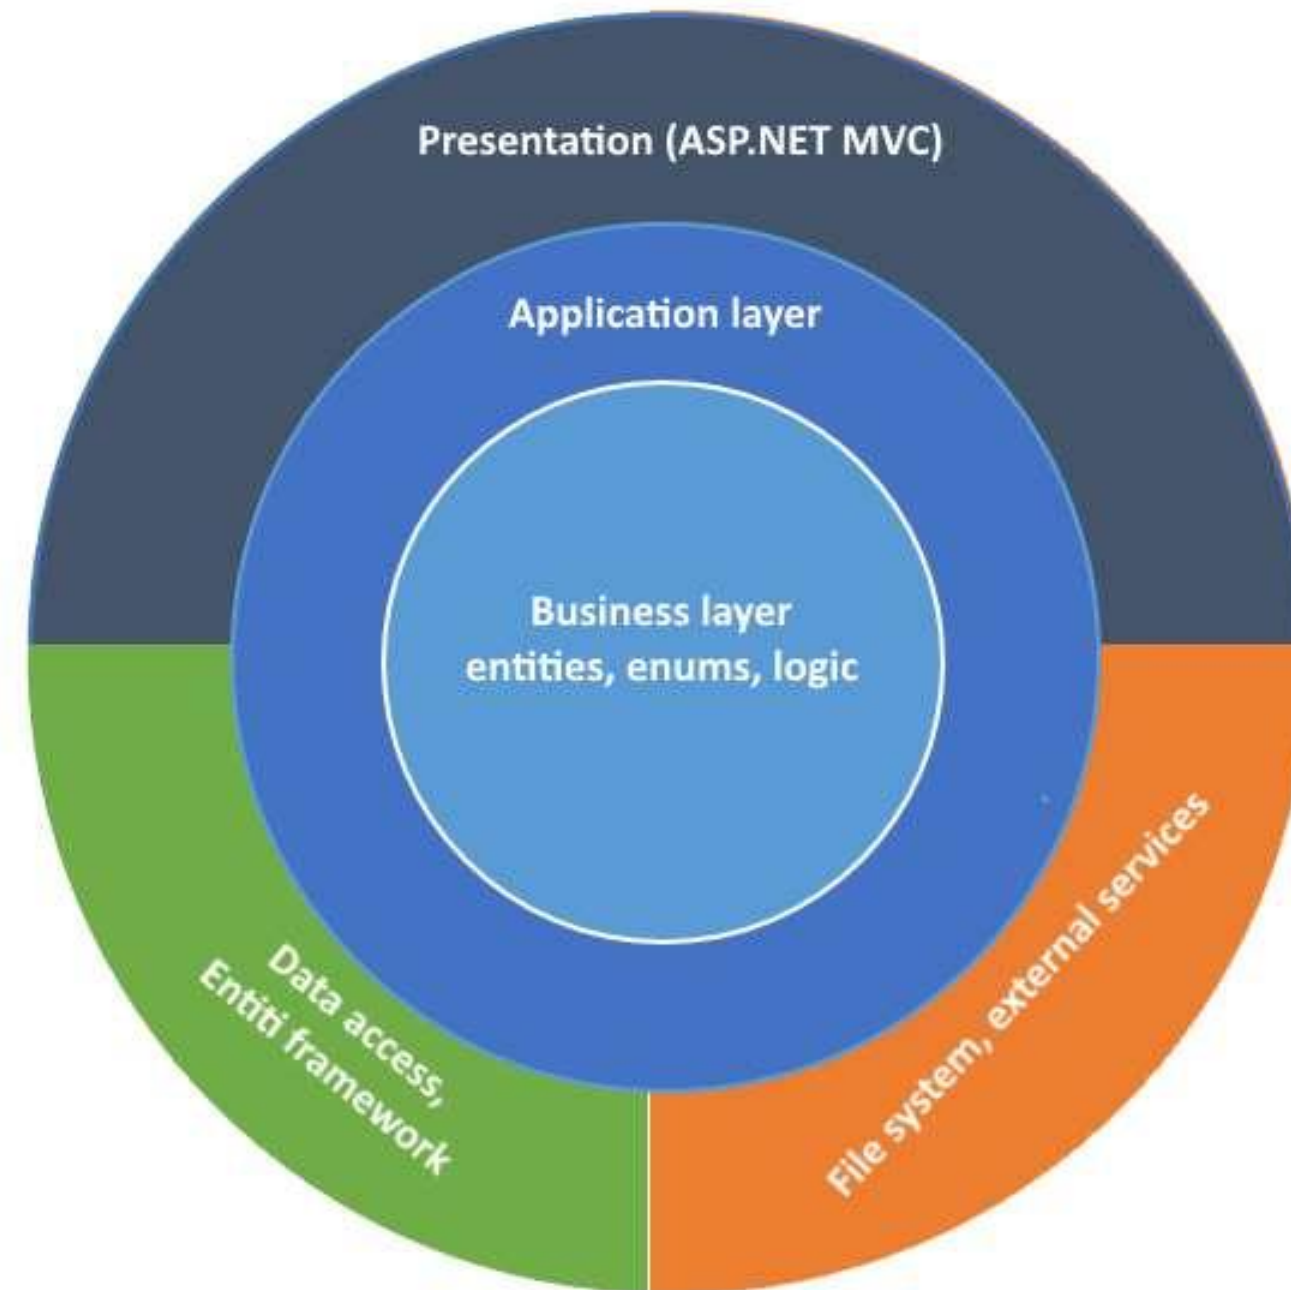 Presentation (ASP.NET MVC)
Application layer
Business layer
entities, enums, logic
Data access,
Entiti framework
File system, external services